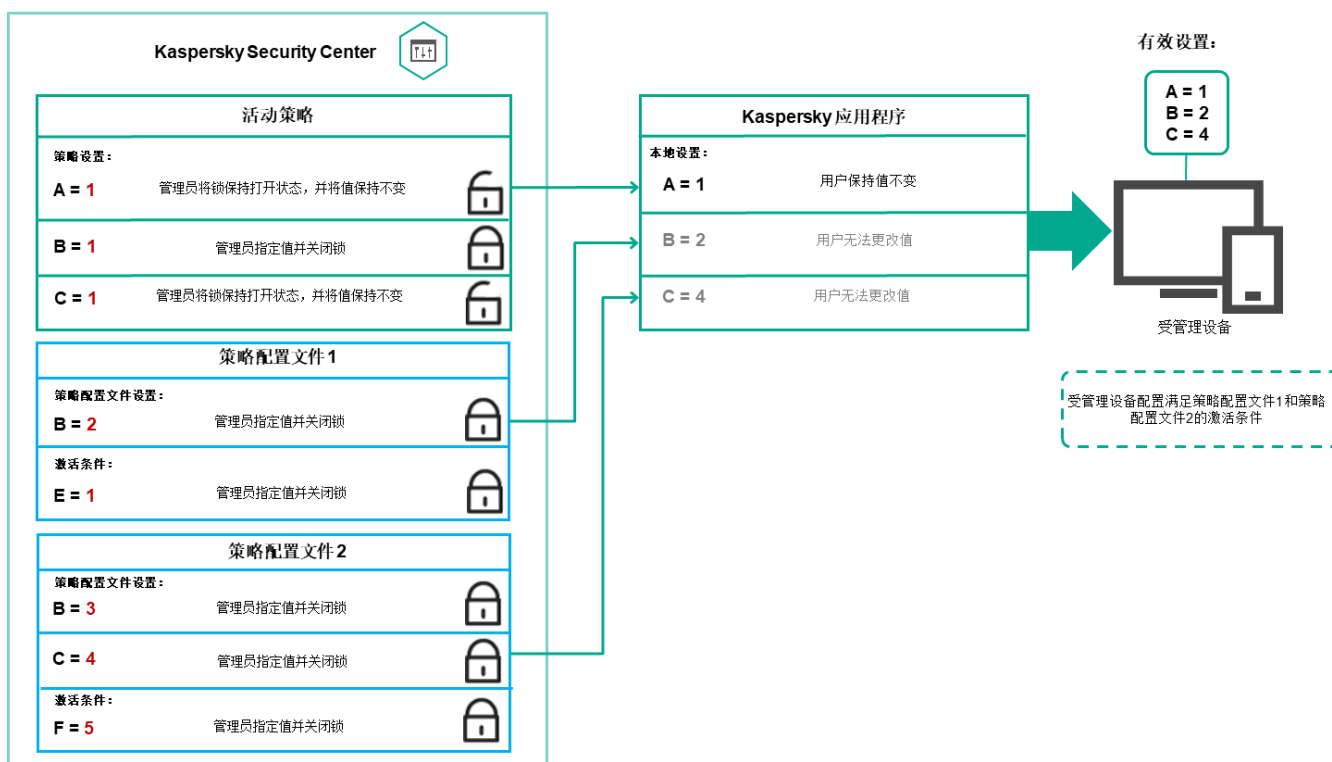 Kaspersky Security Center
活动策略
策略设置：
A = 1
管理员将锁保持打开状态，并将值保持不变
B = 1
管理员指定值并关闭锁
C = 1
管理员将锁保持打开状态，并将值保持不变
策略配置文件1
策略配置文件设置：
B = 2
管理员指定值并关闭锁
激活条件：
E = 1
管理员指定值并关闭锁
策略配置文件2
策略配置文件设置：
B = 3
管理员指定值并关闭锁
C = 4
管理员指定值并关闭锁
激活条件：
F = 5
管理员指定值并关闭锁
Kaspersky 应用程序
本地设置：
A = 1
用户保持值不变
B = 2
用户无法更改值
C = 4
用户无法更改值
有效设置：
A = 1
B = 2
C = 4
受管理设备
受管理设备配置满足策略配置文件1和策略
配置文件2的激活条件